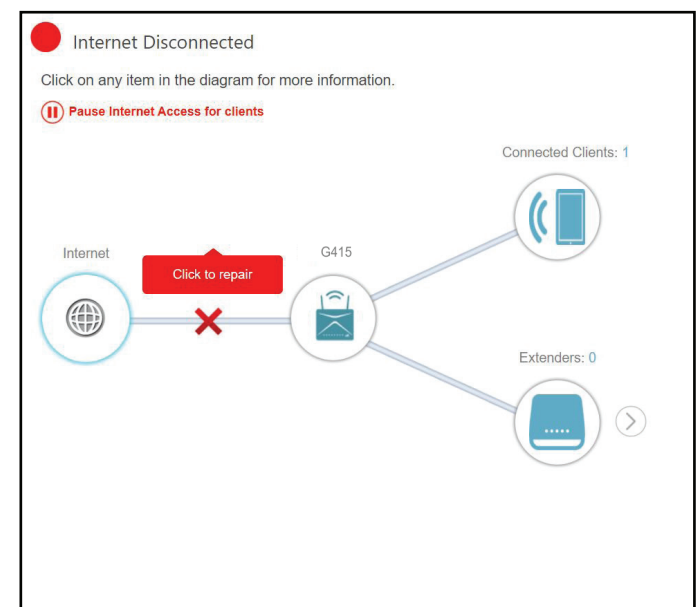 Internet Disconnected
Click on any item in the diagram for more information.
Pause Internet Access for clients
Connected Clients: 1
Internet
Click to repair
G415
Extenders: 0